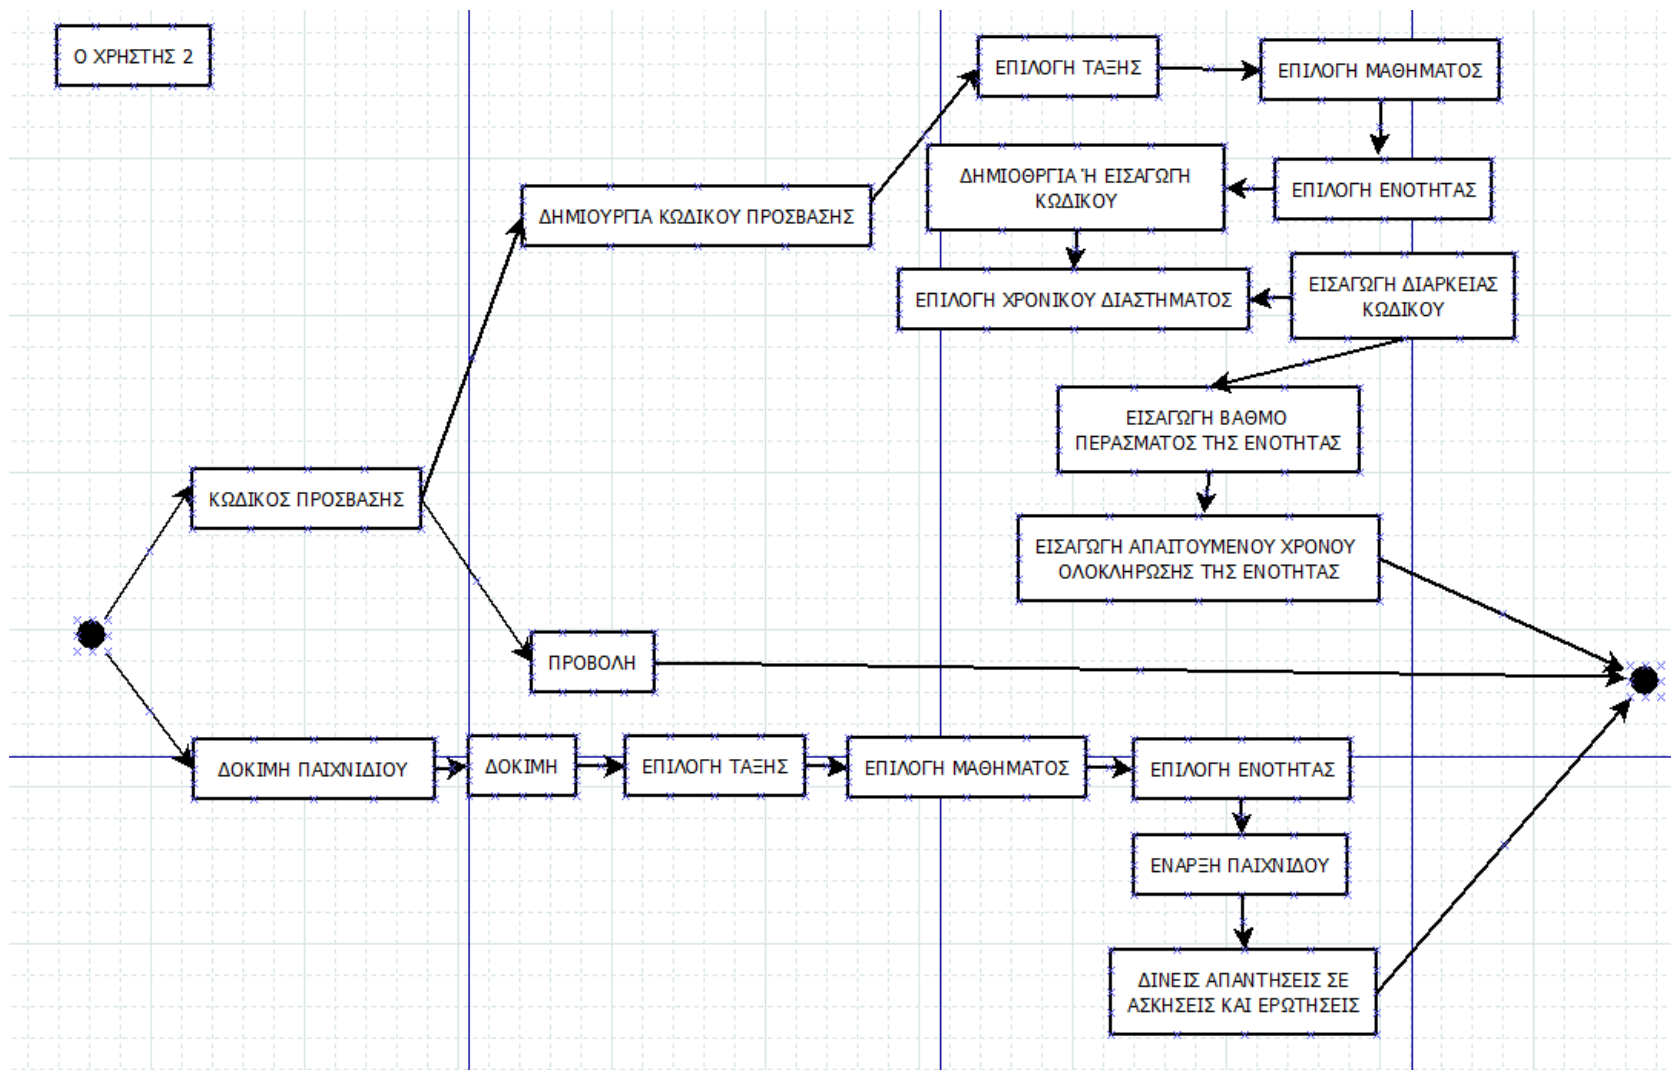 Ο ΧΡΗΣΤΗΣ 2
ΕΠΙΛΟΓΗ ΤΑΞΗΣ
ΕΠΙΛΟΓΗ ΜΑΘΗΜΑΤΟΣ
ΔΗΜΙΟΘΡΓΙΑ Ή ΕΙΣΑΓΩΓΗ
ΚΩΔΙΚΟΥ
ΕΠΙΛΟΓΗ ΕΝΟΤΗΤΑΣ
ΔΗΜΙΟΥΡΓΙΑ ΚΩΔΙΚΟΥ ΠΡΟΣΒΑΣΗΣ
ΕΠΙΛΟΓΗ ΧΡΟΝΙΚΟΥ ΔΙΑΣΤΗΜΑΤΟΣ
ΕΙΣΑΓΩΓΗ ΔΙΑΡΚΕΙΑΣ
ΚΩΔΙΚΟΥ
ΕΙΣΑΓΩΓΗ ΒΑΘΜΟ
ΠΕΡΑΣΜΑΤΟΣ ΤΗΣ ΕΝΟΤΗΤΑΣ
ΚΩΔΙΚΟΣ ΠΡΟΣΒΑΣΗΣ
ΕΙΣΑΓΩΓΗ ΑΠΑΙΤΟΥΜΕΝΟΥ ΧΡΟΝΟΥ
ΟΛΟΚΛΗΡΩΣΗΣ ΤΗΣ ΕΝΟΤΗΤΑΣ
ΠΡΟΒΟΛΗ
ΔΟΚΙΜΗ ΠΑΙΧΝΙΔΙΟΥ
ΔΟΚΙΜΗ
ΕΠΙΛΟΓΗ ΤΑΞΗΣ
ΕΠΙΛΟΓΗ ΜΑΘΗΜΑΤΟΣ
ΕΠΙΛΟΓΗ ΕΝΟΤΗΤΑΣ
ΕΝΑΡΞΗ ΠΑΙΧΝΙΔΟΥ
ΔΙΝΕΙΣ ΑΠΑΝΤΗΣΕΙΣ ΣΕ
ΑΣΚΗΣΕΙΣ ΚΑΙ ΕΡΩΤΗΣΕΙΣ